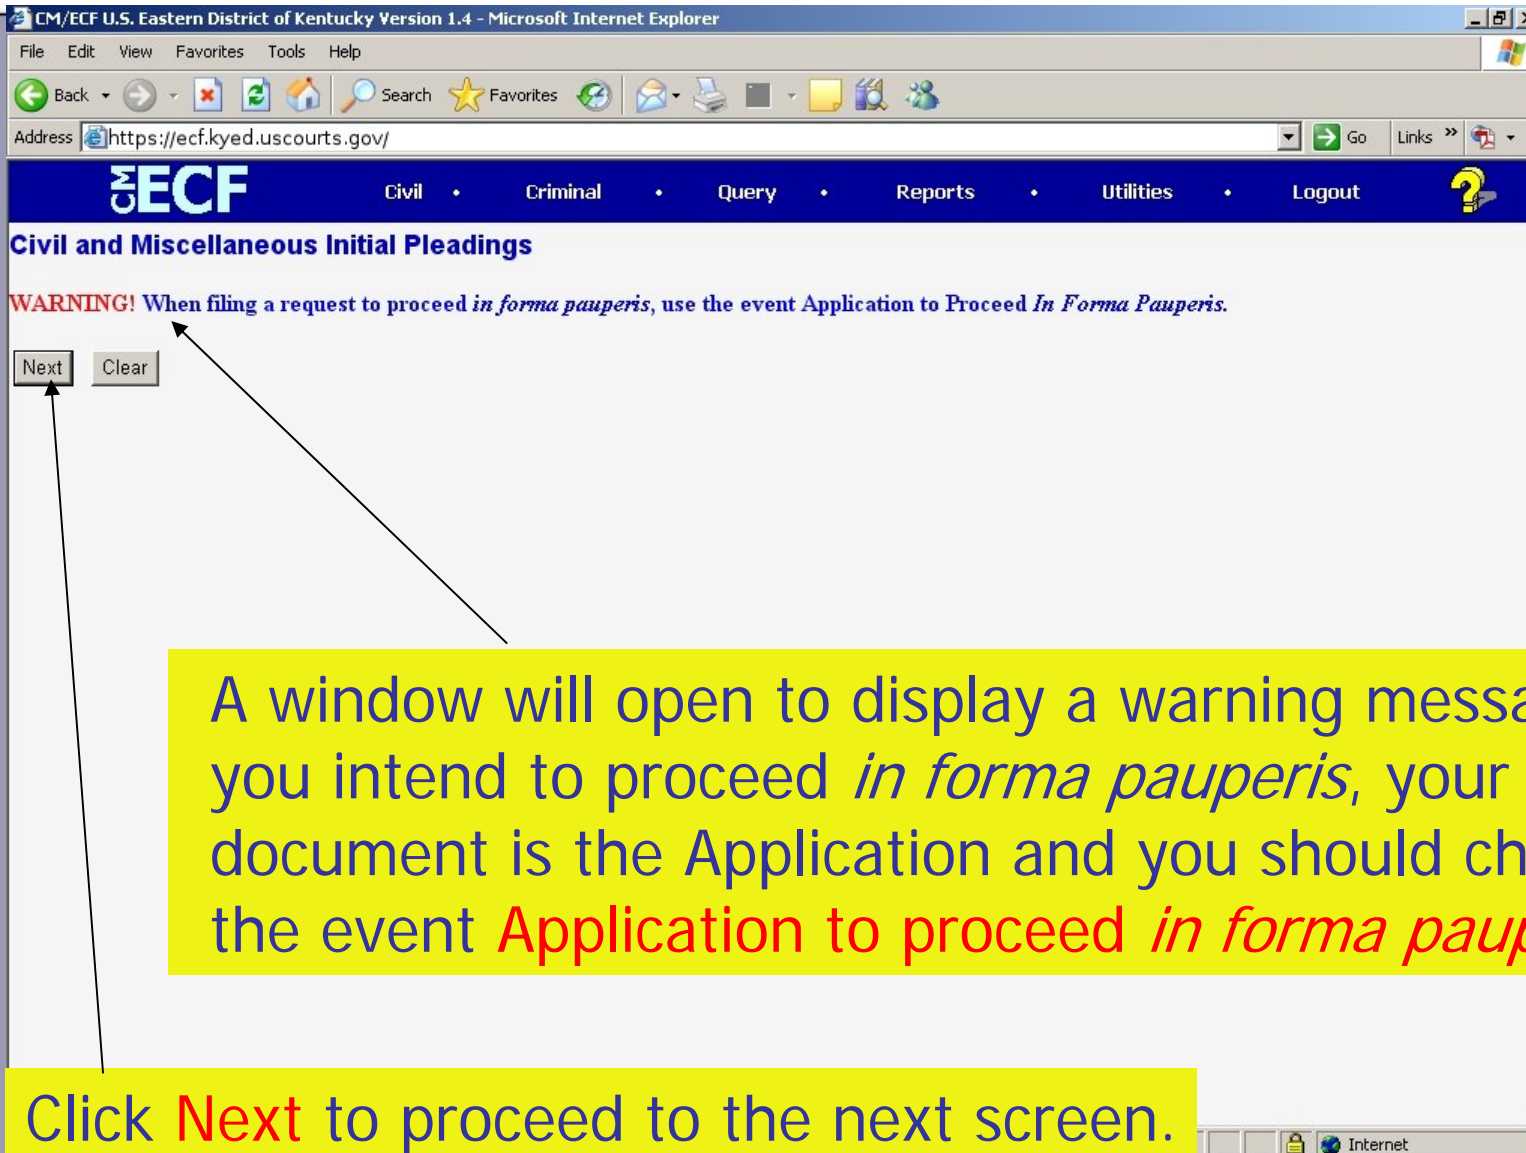 CM/ECF U.S. Eastern District of Kentucky Version 1.4 - Microsoft Internet Explorer
File Edit View Favorites Tools Help
Back Search Favorites
Address https://ecf.kyed.uscourts.gov/ Go Links »
CM ECF Civil • Criminal • Query • Reports • Utilities • Logout ?
Civil and Miscellaneous Initial Pleadings
WARNING! When filing a request to proceed in forma pauperis, use the event Application to Proceed In Forma Pauperis.
Next Clear
A window will open to display a warning messa
you intend to proceed in forma pauperis, your
document is the Application and you should ch
the event Application to proceed in forma paup
Click Next to proceed to the next screen.
Internet